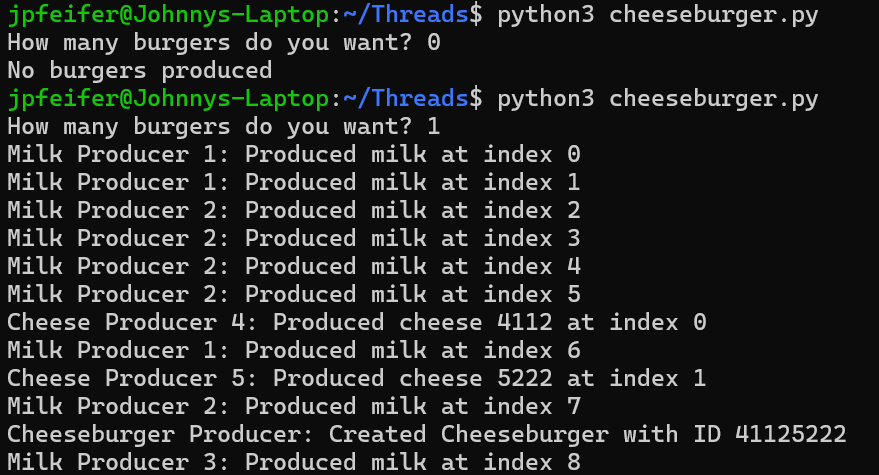 jpfeifer@Johnnys-Laptop:~/Threads$ python3 cheeseburger.py
How many burgers do you want? 0
No burgers produced
jpfeifer@Johnnys-Laptop:~/Threads$ python3 cheeseburger.py
How many burgers do you want? 1
Milk Producer 1: Produced milk at index 0
Milk Producer 1: Produced milk at index 1
Milk Producer 2: Produced milk at index 2
Milk Producer 2: Produced milk at index 3
Milk Producer 2: Produced milk at index 4
Milk Producer 2: Produced milk at index 5
Cheese Producer 4: Produced cheese 4112 at index 0
Milk Producer 1: Produced milk at index 6
Cheese Producer 5: Produced cheese 5222 at index 1
Milk Producer 2: Produced milk at index 7
Cheeseburger Producer: Created Cheeseburger with ID 41125222
Milk Producer 3: Produced milk at index 8